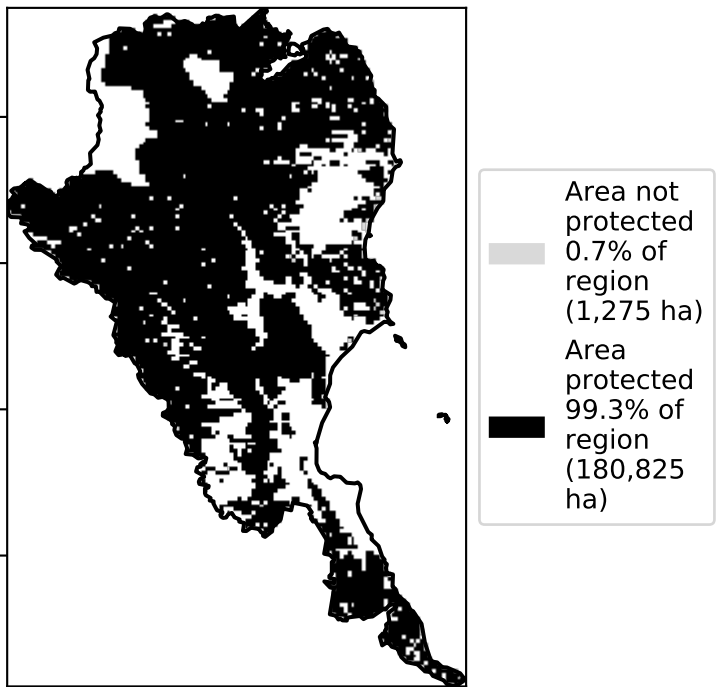 Area not
protected
0.7% of
region
(1,275 ha)
Area
protected
99.3% of
region
(180,825
ha)